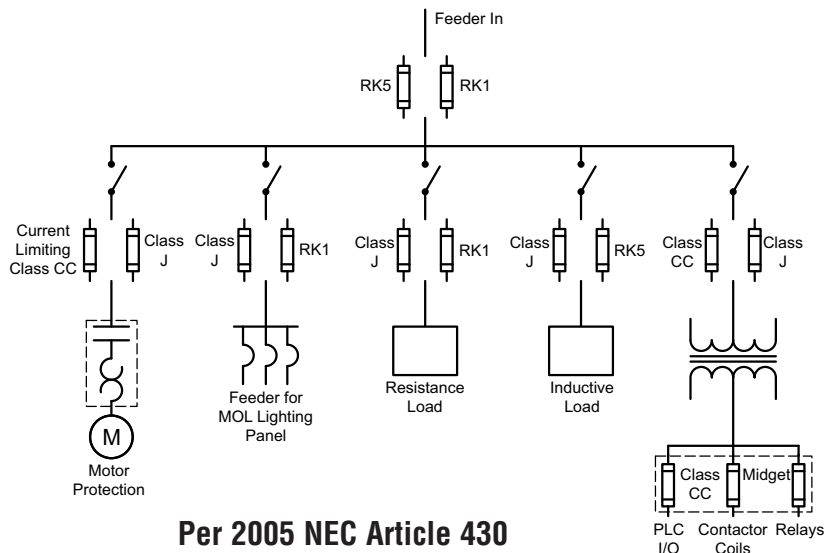 Feeder In
RK5
RK1
Current
Limiting
Class CC
Class
J
Class
J
RK1
Class
J
RK1
Class
J
RK5
Class
CC
Class
J
M
Motor
Protection
Feeder for
MOL Lighting
Panel
Resistance
Load
Inductive
Load
Class
CC
Midget
PLC
I/O
Contactor
Coils
Relays
Per 2005 NEC Article 430